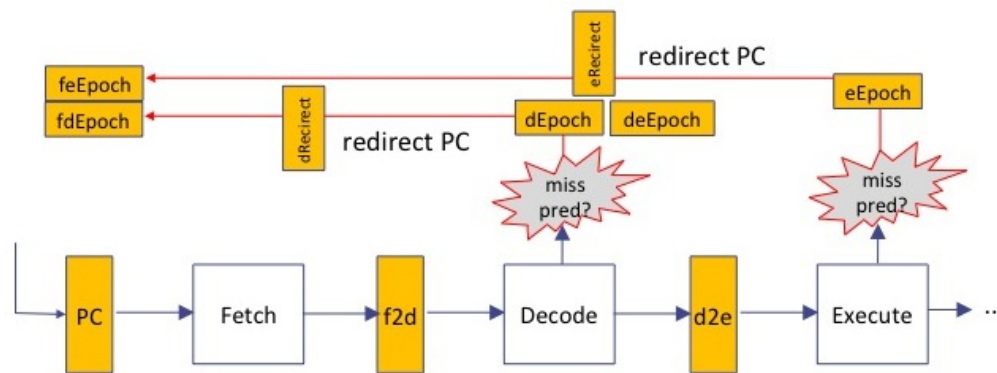 eRecirect
redirect PC
feEpoch
eEpoch
fdEpoch
dRecirect
dEpoch
deEpoch
redirect PC
miss
pred?
miss
pred?
PC
Fetch
f2d
Decode
d2e
Execute
..